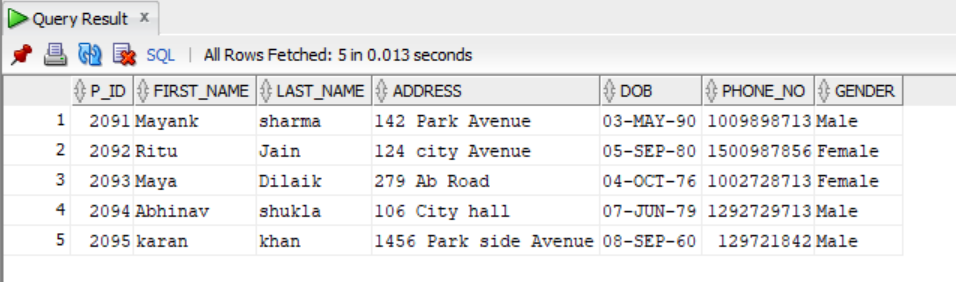 Query Result x
SQL | All Rows Fetched: 5 in 0.013 seconds
P_ID FIRST_NAME LAST_NAME ADDRESS DOB PHONE_NO GENDER
1 2091 Mayank sharma 142 Park Avenue 03-MAY-90 1009898713 Male
2 2092 Ritu Jain 124 city Avenue 05-SEP-80 1500987856 Female
3 2093 Maya Dilaik 279 Ab Road 04-OCT-76 1002728713 Female
4 2094 Abhinav shukla 106 City hall 07-JUN-79 1292729713 Male
5 2095 karan khan 1456 Park side Avenue 08-SEP-60 129721842 Male